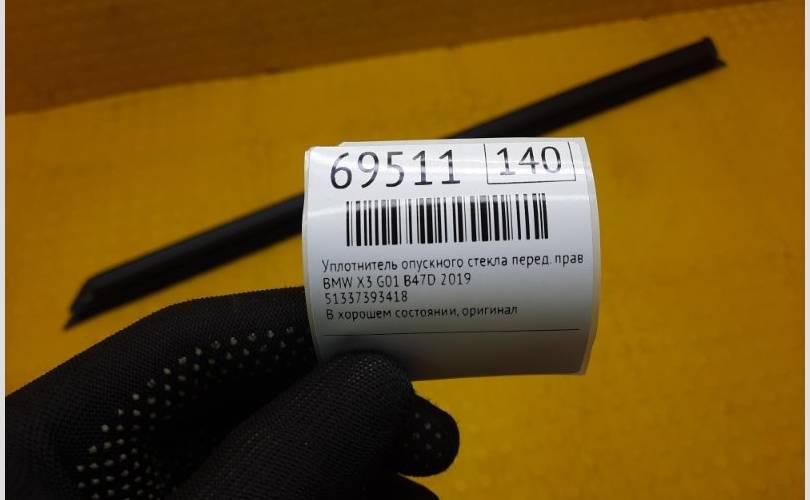 69511 140
Уплотнитель опускного стекла перед. прав
BMW X3 G01 B47D 2019
51337393418
В хорошем состоянии, оригинал